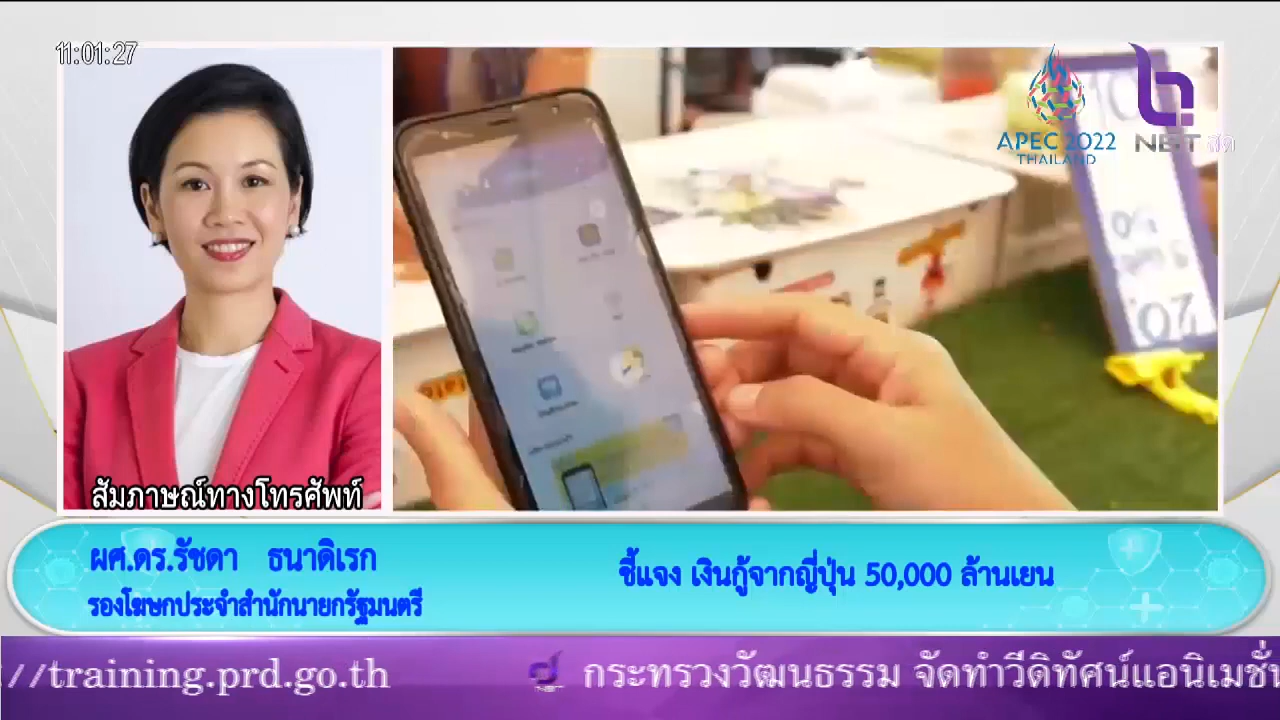 11:01:27
APEC 2022
THAILAND
NBT สด
สัมภาษณ์ทางโทรศัพท์
ผศ.ดร.รัชดา ธนาดิเรก
รองโฆษกประจำสำนักนายกรัฐมนตรี
ชี้แจง เงินกู้จากญี่ปุ่น 50,000 ล้านเยน
//training.prd.go.th
NBT
กระทรวงวัฒนธรรม จัดทำวีดิทัศน์แอนิเมชั่น